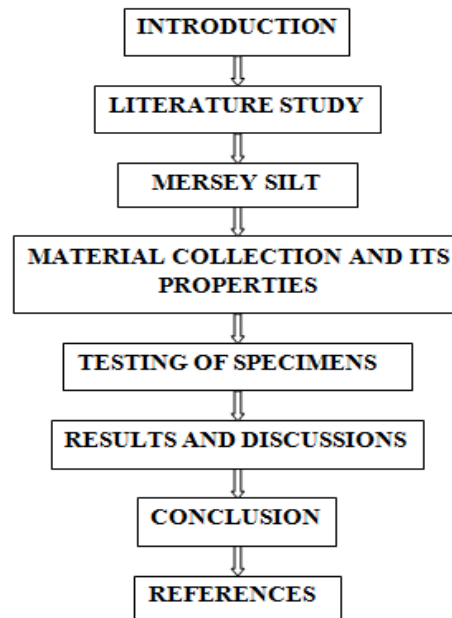 INTRODUCTION
LITERATURE STUDY
MERSEY SILT
MATERIAL COLLECTION AND ITS
PROPERTIES
TESTING OF SPECIMENS
RESULTS AND DISCUSSIONS
CONCLUSION
REFERENCES